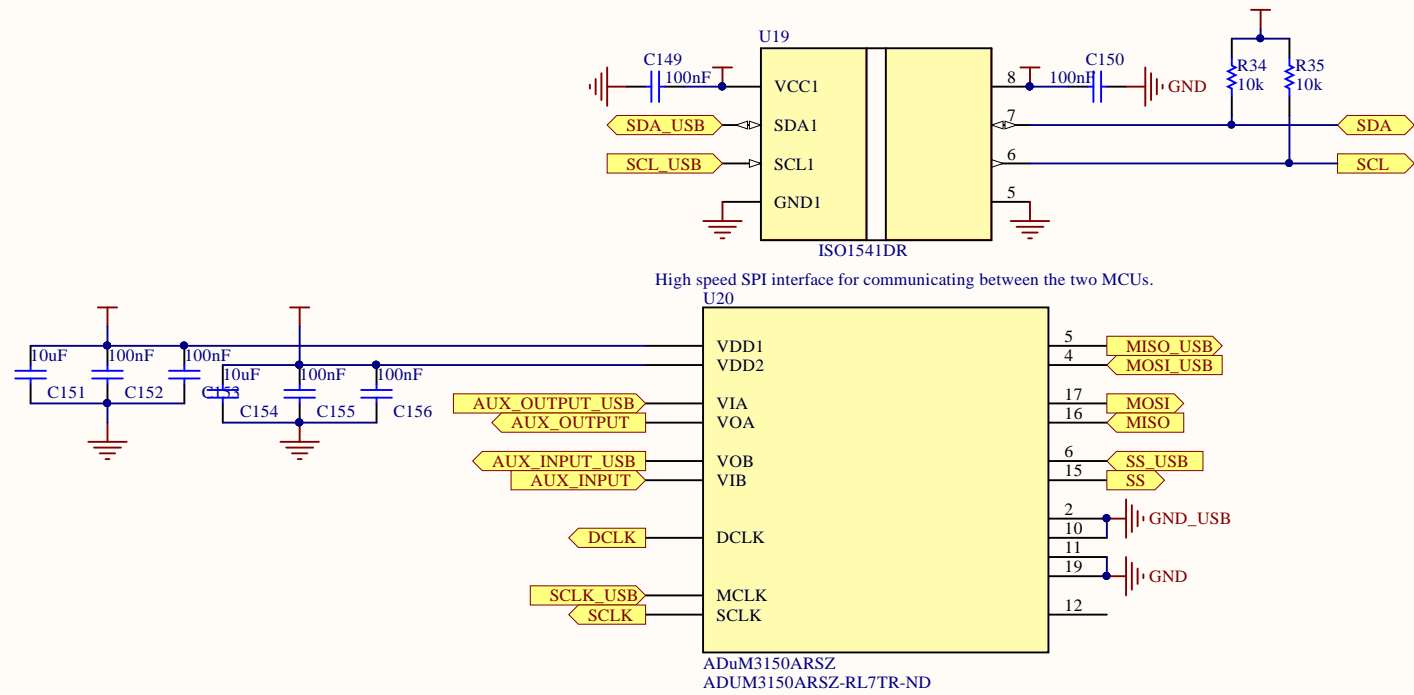 U19
C149
100nF
VCC1
8
100nF
C150
GND
R34
10k
R35
10k
SDA_USB
SDA1
7
SDA
SCL_USB
SCL1
6
SCL
GND1
5
ISO1541DR
High speed SPI interface for communicating between the two MCUs.
U20
10uF
100nF
100nF
C151
C152
C153
10uF
100nF
100nF
C154
C155
C156
VDD1
5
MISO_USB
VDD2
4
MOSI_USB
AUX_OUTPUT_USB
VIA
17
MOSI
AUX_OUTPUT
VOA
16
MISO
AUX_INPUT_USB
VOB
6
SS_USB
AUX_INPUT
VIB
15
SS
2
GND_USB
DCLK
DCLK
10
11
19
GND
SCLK_USB
MCLK
SCLK
SCLK
12
ADuM3150ARSZ
ADUM3150ARSZ-RL7TR-ND